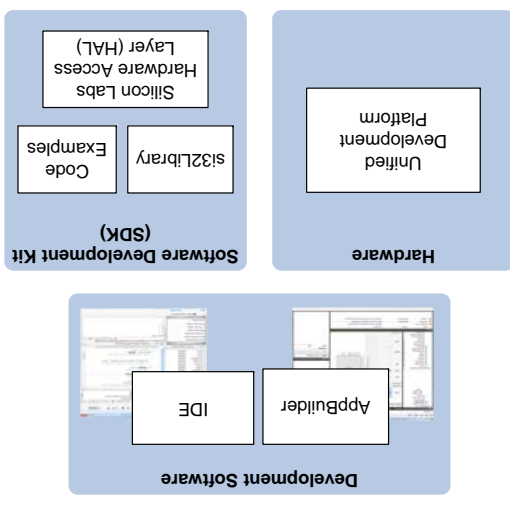 Development Software
AppBuilder
IDE
Hardware
Unified
Development
Platform
Software Development Kit
(SDK)
si32Library
Code
Examples
Silicon Labs
Hardware Access
Layer (HAL)